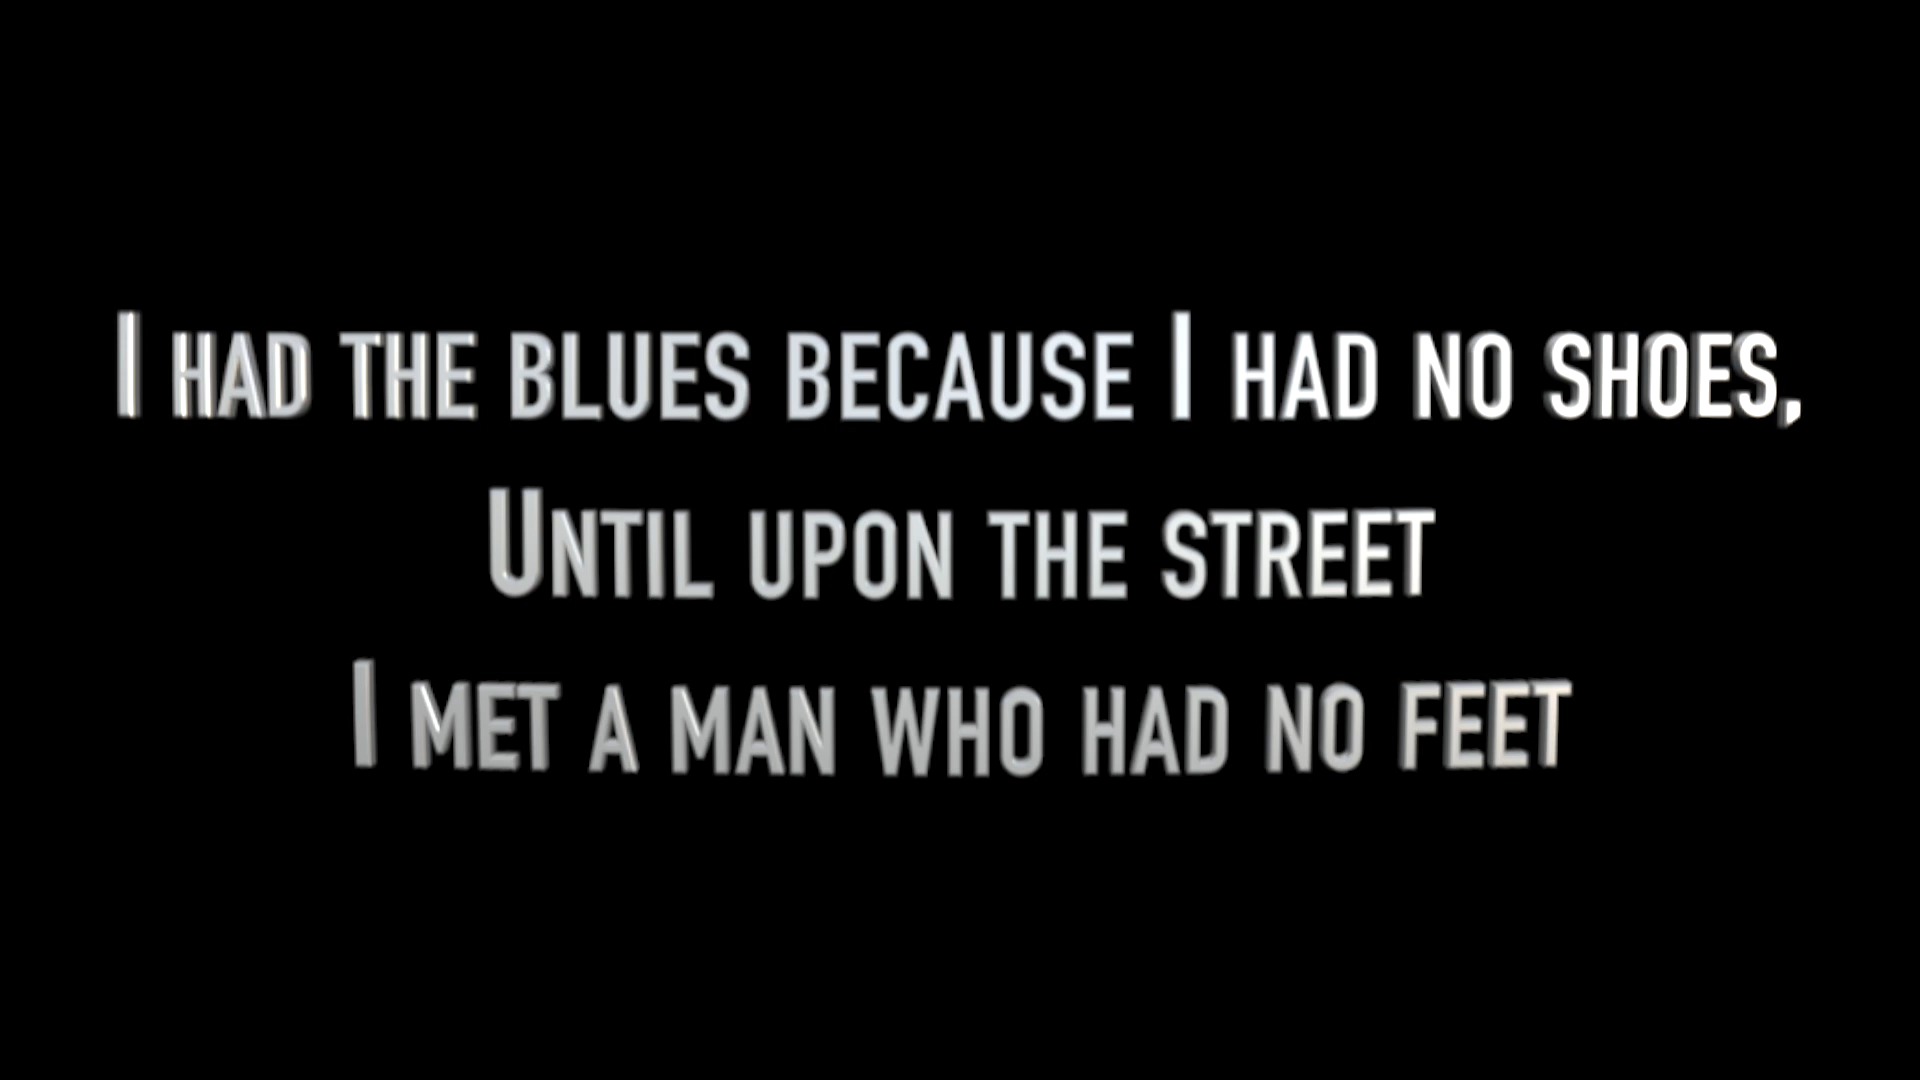 I had the blues because I had no shoes,
Until upon the street
I met a man who had no feet